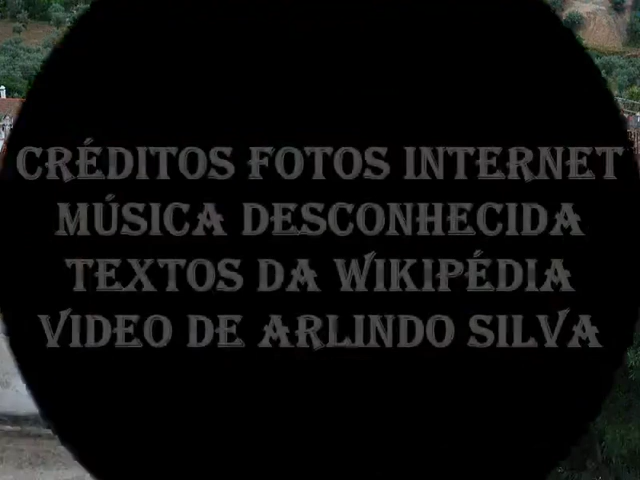 CRÉDITOS FOTOS INTERNET
MÚSICA DESCONHECIDA
TEXTOS DA WIKIPÉDIA
VIDEO DE ARLINDO SILVA